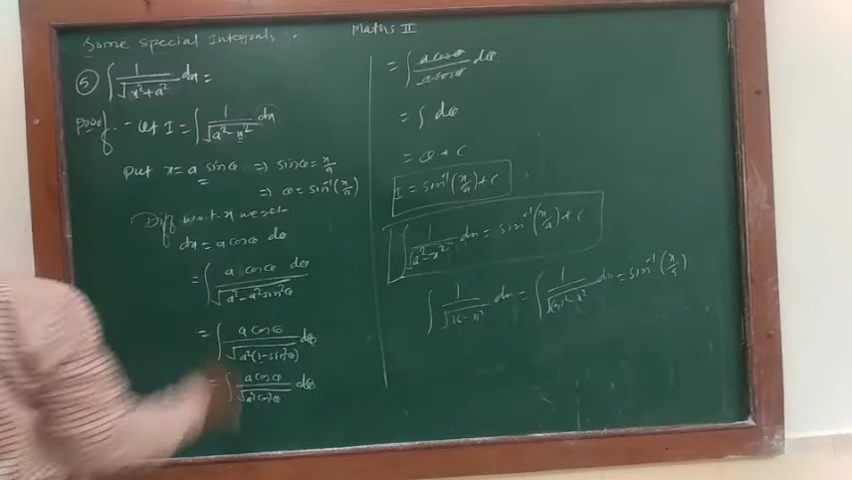 Some special Integrals :-
Maths II
⑤ ∫ 1/√(x²+a²) dx =
Proof :- Let I = ∫ 1/√(a²-x²) dx
Put x = a sinθ ⇒ sinθ = x/a
⇒ θ = sin⁻¹(x/a)
Diff w.r.t. x we get
dx = a cosθ dθ
= ∫ a cosθ dθ/√(a²-a²sin²θ)
= ∫ a cosθ/√(a²(1-sin²θ)) dθ
= ∫ a cosθ/√(a²cos²θ) dθ
= ∫ a cosθ/a cosθ dθ
= ∫ dθ
= θ + c
I = sin⁻¹(x/a) + c
∫ 1/√(a²-x²) dx = sin⁻¹(x/a) + c
∫ 1/√(16-x²) dx = ∫ 1/ dx = sin⁻¹